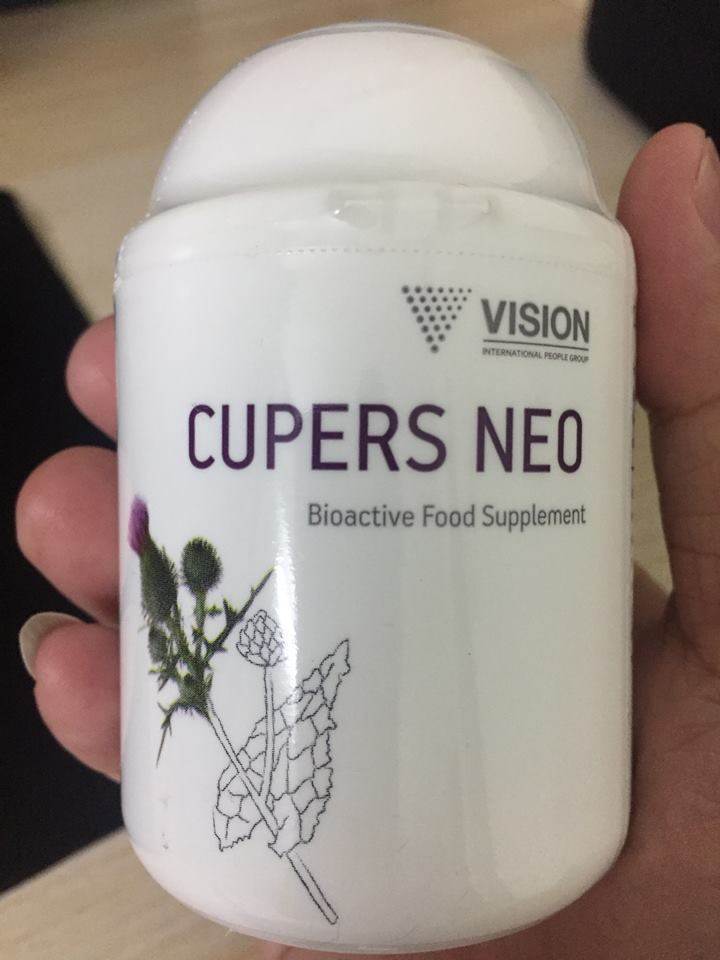 VISION
INTERNATIONAL PEOPLE GROUP
CUPERS NEO
Bioactive Food Supplement